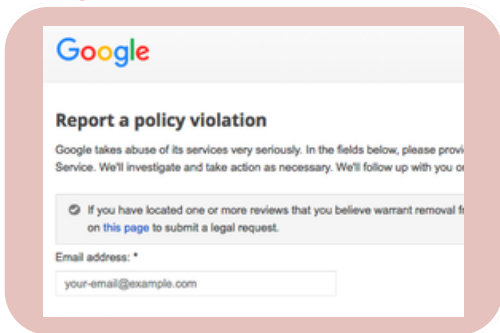 Google
Report a policy violation
Google takes abuse of its services very seriously. In the fields below, please provi
Service. We'll investigate and take action as necessary. We'll follow up with you o
If you have located one or more reviews that you believe warrant removal f
on this page to submit a legal request.
Email address: *
your-email@example.com